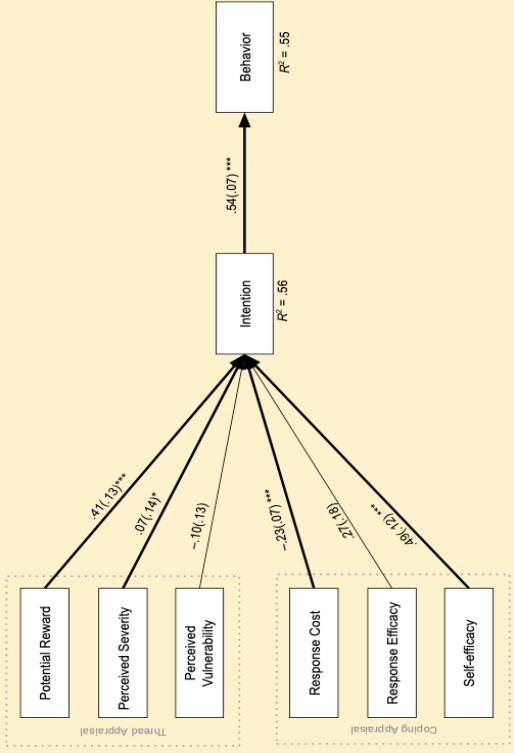 Thread Appraisal
Potential Reward
Perceived Severity
Perceived
Vulnerability
Coping Appraisal
Response Cost
Response Efficacy
Self-efficacy
.41(.13)***
.07(.14)*
–.10(.13)
–.23(.07) ***
.27(.18)
.49(.12) ***
Intention
R² = .56
.54(.07) ***
Behavior
R² = .55